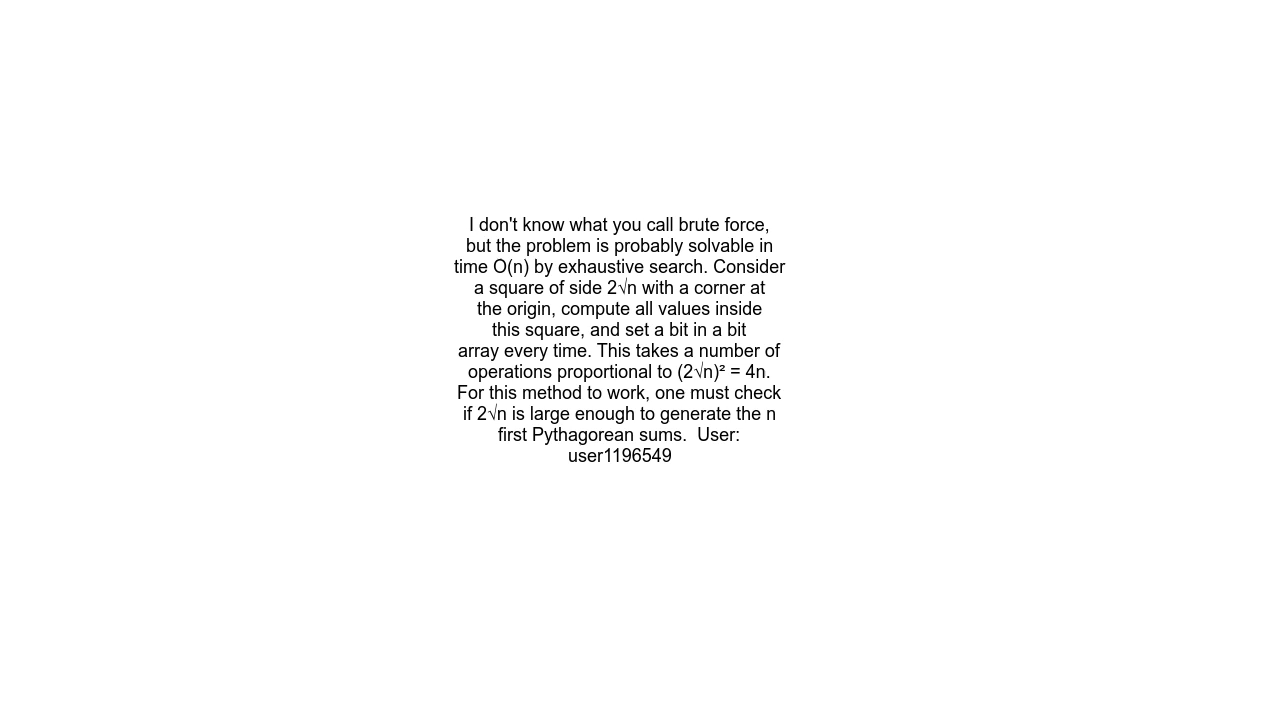 I don't know what you call brute force,
but the problem is probably solvable in
time O(n) by exhaustive search. Consider
a square of side 2√n with a corner at
the origin, compute all values inside
this square, and set a bit in a bit
array every time. This takes a number of
operations proportional to (2√n)² = 4n.
For this method to work, one must check
if 2√n is large enough to generate the n
first Pythagorean sums.  User:
user1196549